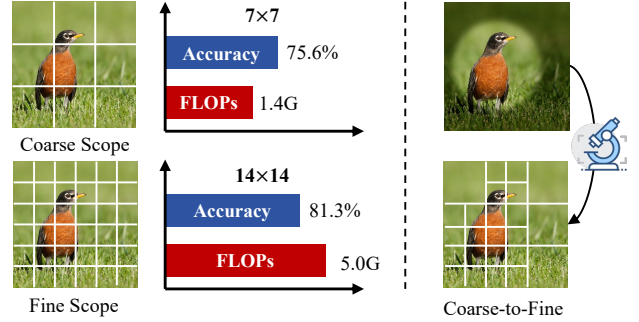 7×7
Accuracy
75.6%
FLOPs
1.4G
Coarse Scope
14×14
Accuracy
81.3%
FLOPs
5.0G
Fine Scope
Coarse-to-Fine